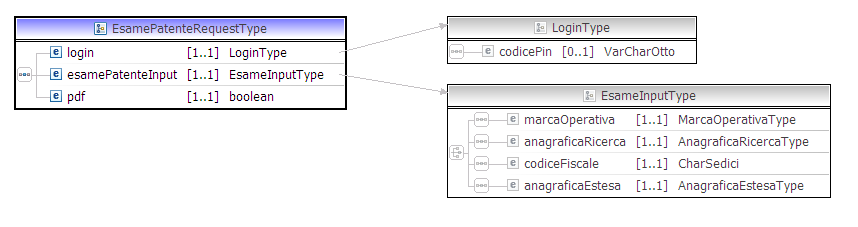 EsamePatenteRequestType
e login [1..1] LoginType
e esamePatenteInput [1..1] EsameInputType
e pdf [1..1] boolean
LoginType
e codicePin [0..1] VarCharOtto
EsameInputType
e marcaOperativa [1..1] MarcaOperativaType
e anagraficaRicerca [1..1] AnagraficaRicercaType
e codiceFiscale [1..1] CharSedici
e anagraficaEstesa [1..1] AnagraficaEstesaType